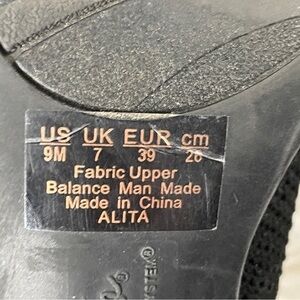 US UK EUR cm
9M 7 39 26
Fabric Upper
Balance Man Made
Made in China
ALITA